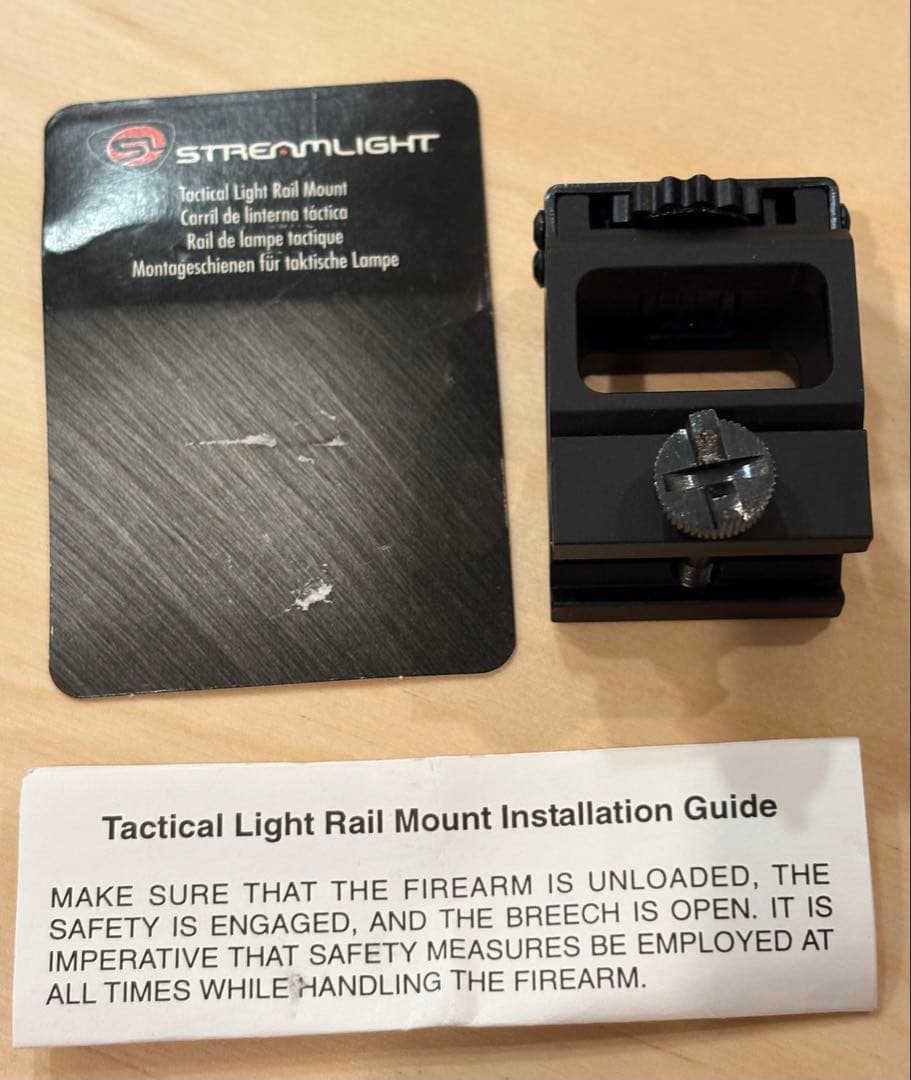 SL STREAMLIGHT
Tactical Light Rail Mount
Carril de linterna táctica
Rail de lampe tactique
Montageschienen für taktische Lampe
Tactical Light Rail Mount Installation Guide
MAKE SURE THAT THE FIREARM IS UNLOADED, THE
SAFETY IS ENGAGED, AND THE BREECH IS OPEN. IT IS
IMPERATIVE THAT SAFETY MEASURES BE EMPLOYED AT
ALL TIMES WHILE HANDLING THE FIREARM.